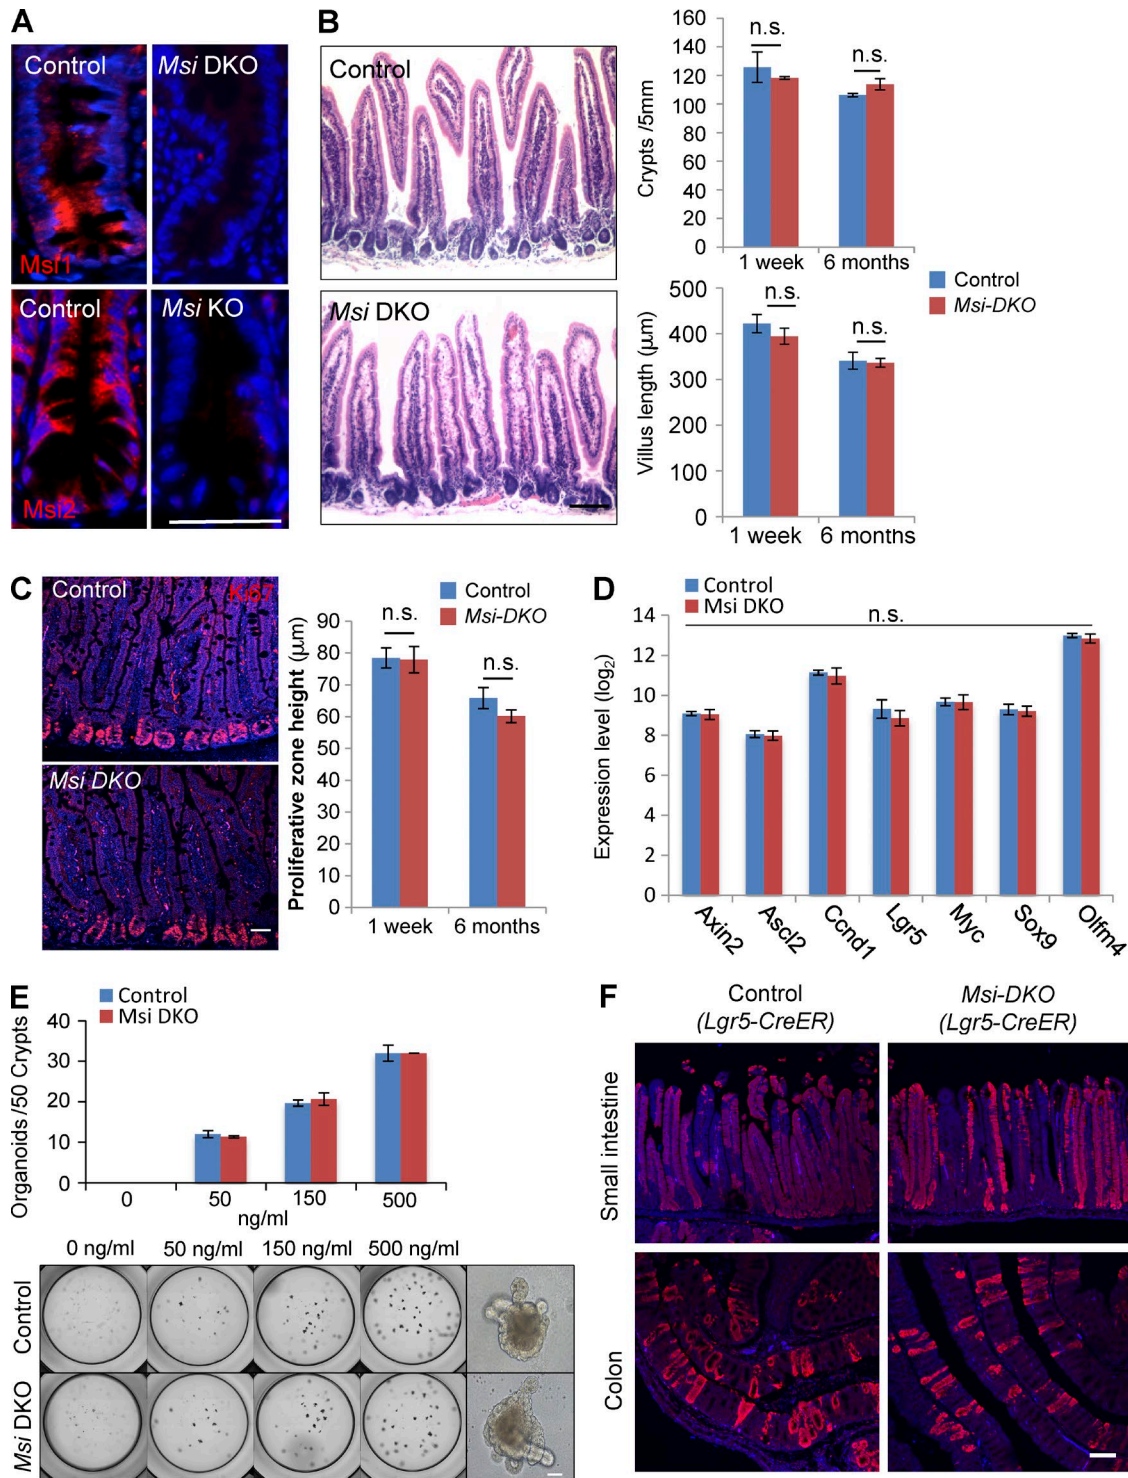 A
Control
Msi DKO
Msi1
Control
Msi KO
Msi2
B
Control
Msi DKO
160
140
120
100
80
60
40
20
0
Crypts /5mm
n.s.
n.s.
1 week
6 months
Control
Msi-DKO
500
400
300
200
100
0
Villus length (µm)
n.s.
n.s.
1 week
6 months
C
Control
Ki67
Msi DKO
Control
Msi-DKO
90
80
70
60
50
40
30
20
10
0
Proliferative zone height (µm)
n.s.
n.s.
1 week
6 months
D
Control
Msi DKO
14
12
10
8
6
4
2
0
Expression level (log2)
n.s.
Axin2
Ascl2
Ccnd1
Lgr5
Myc
Sox9
Olfm4
E
Control
Msi DKO
40
30
20
10
0
Organoids /50 Crypts
0
50
150
500
ng/ml
0 ng/ml
50 ng/ml
150 ng/ml
500 ng/ml
Control
Msi DKO
F
Control
(Lgr5-CreER)
Msi-DKO
(Lgr5-CreER)
Small intestine
Colon